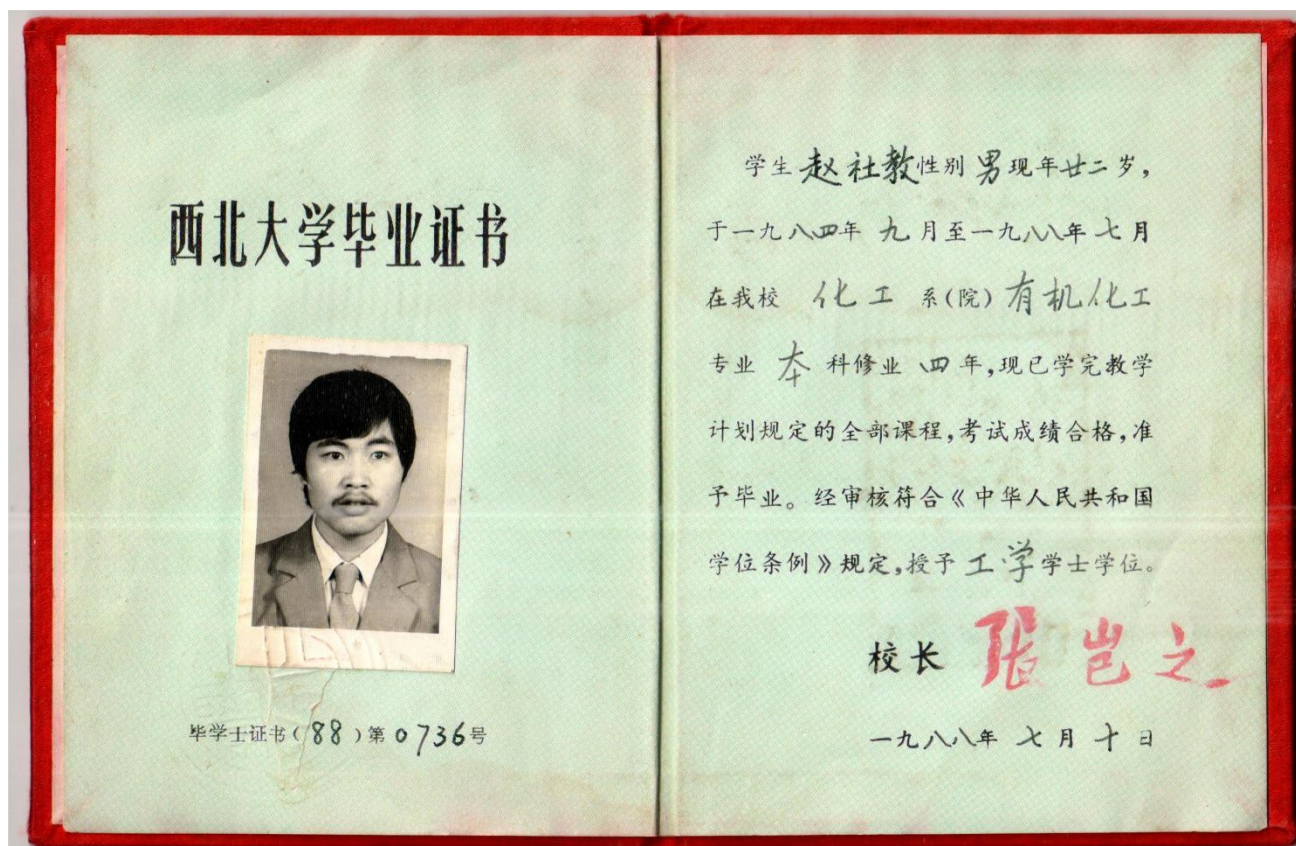 西北大学毕业证书
毕学士证书(88)第0736号
学生赵社教性别男现年廿二岁,
于一九八四年九月至一九八八年七月
在我校化工系(院)有机化工
专业本科修业四年,现已学完教学
计划规定的全部课程,考试成绩合格,准
予毕业。经审核符合《中华人民共和国
学位条例》规定,授予工学学士学位。
校长张岂之
一九八八年七月十日